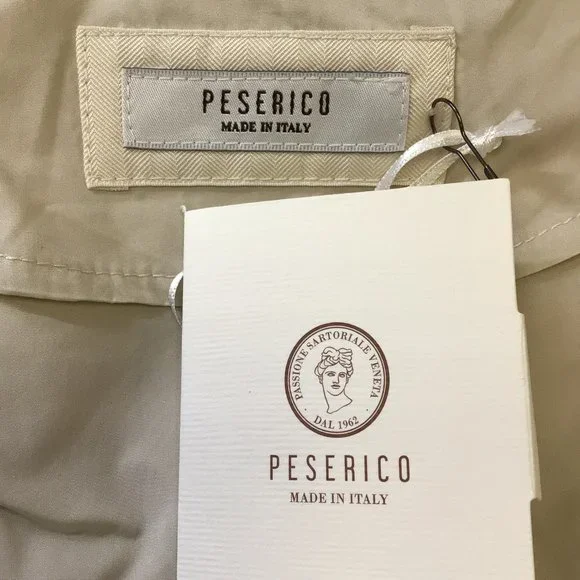 PESERICO
MADE IN ITALY
PASSIONE SARTORIALE VENETA
· DAL 1962 ·
PESERICO
MADE IN ITALY